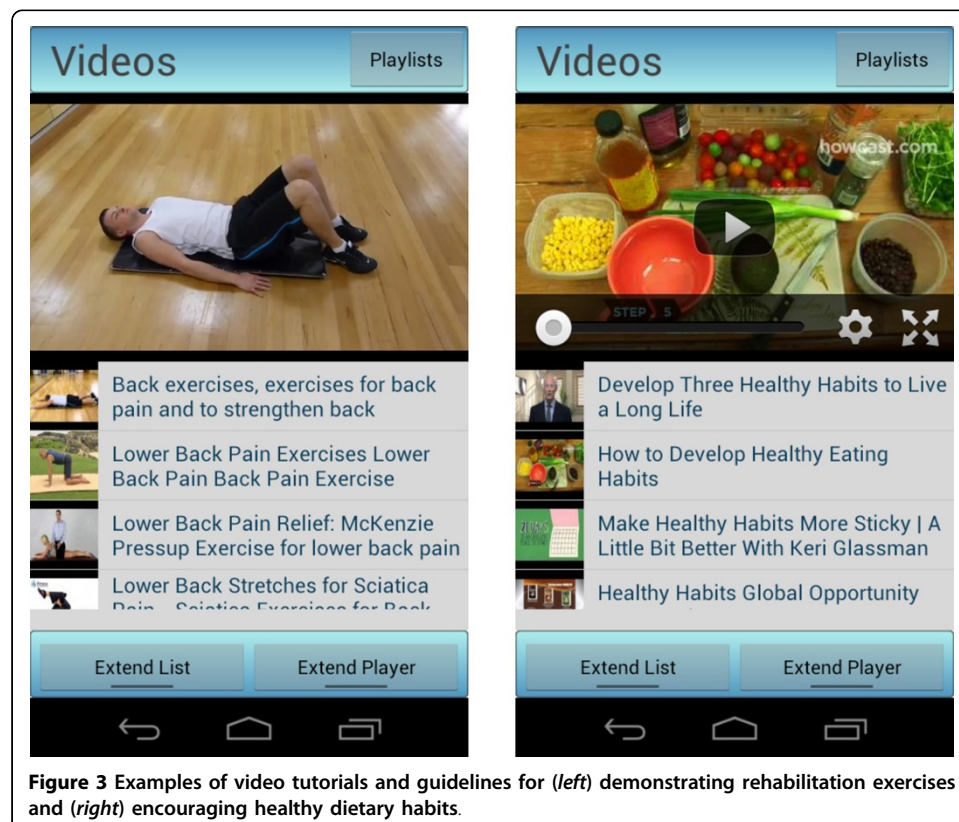 Videos
Playlists
Back exercises, exercises for back
pain and to strengthen back
Lower Back Pain Exercises Lower
Back Pain Back Pain Exercise
Lower Back Pain Relief: McKenzie
Pressup Exercise for lower back pain
Lower Back Stretches for Sciatica
Pain - Sciatica Exercises for Back
Extend List
Extend Player
Videos
Playlists
howcast.com
STEP 5
Develop Three Healthy Habits to Live
a Long Life
How to Develop Healthy Eating
Habits
Make Healthy Habits More Sticky | A
Little Bit Better With Keri Glassman
Healthy Habits Global Opportunity
Extend List
Extend Player
Figure 3 Examples of video tutorials and guidelines for (left) demonstrating rehabilitation exercises
and (right) encouraging healthy dietary habits.